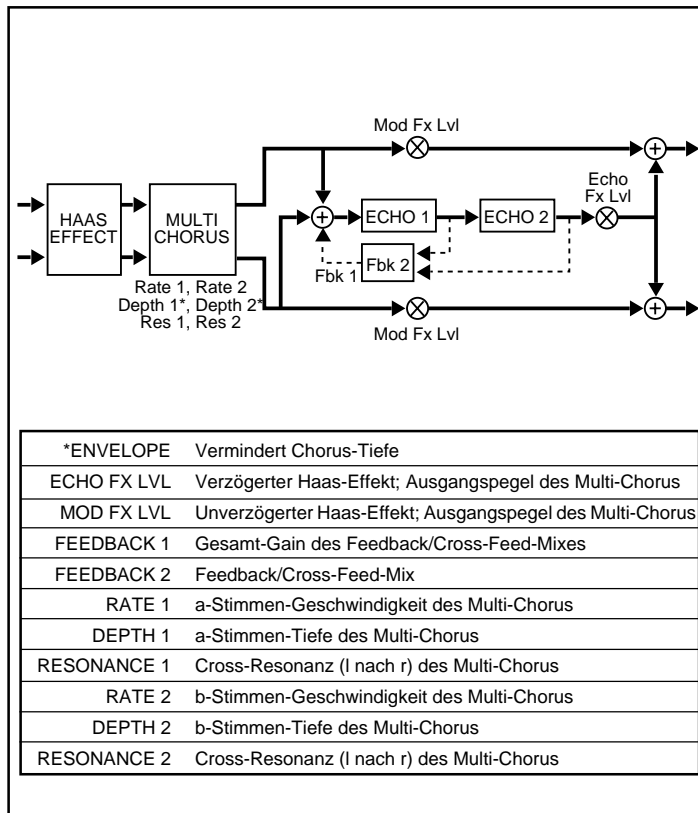 Mod Fx Lvl
+
Echo
Fx Lvl
HAAS
EFFECT
MULTI
CHORUS
+
ECHO 1
ECHO 2
Fbk 1
Fbk 2
Rate 1, Rate 2
Depth 1*, Depth 2*
Res 1, Res 2
+
Mod Fx Lvl
*ENVELOPE Vermindert Chorus-Tiefe
ECHO FX LVL Verzögerter Haas-Effekt; Ausgangspegel des Multi-Chorus
MOD FX LVL Unverzögerter Haas-Effekt; Ausgangspegel des Multi-Chorus
FEEDBACK 1 Gesamt-Gain des Feedback/Cross-Feed-Mixes
FEEDBACK 2 Feedback/Cross-Feed-Mix
RATE 1 a-Stimmen-Geschwindigkeit des Multi-Chorus
DEPTH 1 a-Stimmen-Tiefe des Multi-Chorus
RESONANCE 1 Cross-Resonanz (l nach r) des Multi-Chorus
RATE 2 b-Stimmen-Geschwindigkeit des Multi-Chorus
DEPTH 2 b-Stimmen-Tiefe des Multi-Chorus
RESONANCE 2 Cross-Resonanz (l nach r) des Multi-Chorus